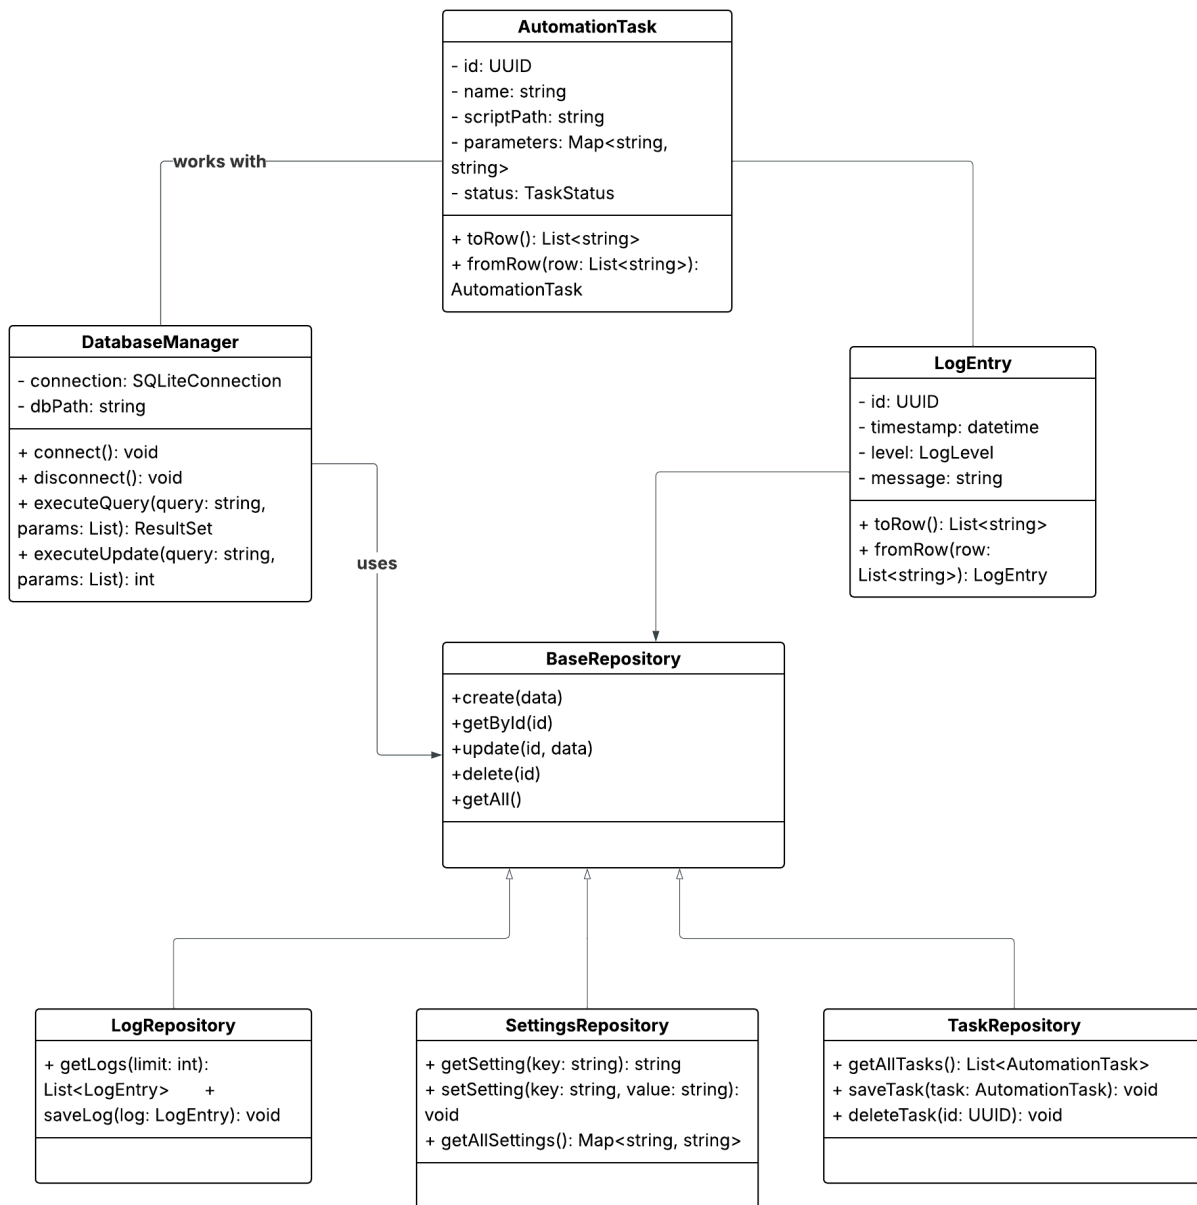 AutomationTask
- id: UUID
- name: string
- scriptPath: string
- parameters: Map<string,
string>
- status: TaskStatus
+ toRow(): List<string>
+ fromRow(row: List<string>):
AutomationTask
works with
DatabaseManager
- connection: SQLiteConnection
- dbPath: string
+ connect(): void
+ disconnect(): void
+ executeQuery(query: string,
params: List): ResultSet
+ executeUpdate(query: string,
params: List): int
LogEntry
- id: UUID
- timestamp: datetime
- level: LogLevel
- message: string
+ toRow(): List<string>
+ fromRow(row:
List<string>): LogEntry
uses
BaseRepository
+create(data)
+getById(id)
+update(id, data)
+delete(id)
+getAll()
LogRepository
+ getLogs(limit: int):
List<LogEntry> +
saveLog(log: LogEntry): void
SettingsRepository
+ getSetting(key: string): string
+ setSetting(key: string, value: string):
void
+ getAllSettings(): Map<string, string>
TaskRepository
+ getAllTasks(): List<AutomationTask>
+ saveTask(task: AutomationTask): void
+ deleteTask(id: UUID): void